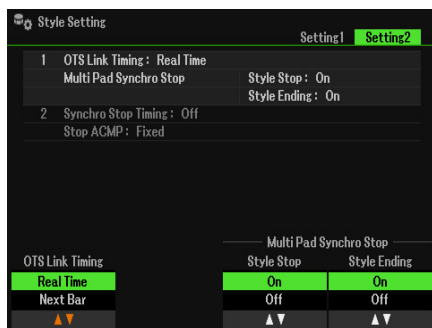 Style Setting
Setting1 Setting2
1 OTS Link Timing : Real Time
Multi Pad Synchro Stop Style Stop : On
Style Ending : On
2 Synchro Stop Timing : Off
Stop ACMP : Fixed
Multi Pad Synchro Stop
OTS Link Timing Style Stop Style Ending
Real Time On On
Next Bar Off Off